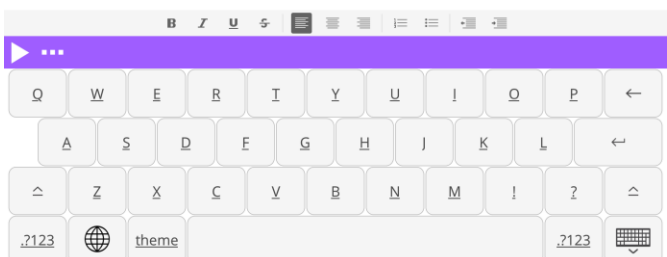 B I U S
Q W E R T Y U I O P
A S D F G H J K L
Z X C V B N M ! ?
.?123 theme .?123